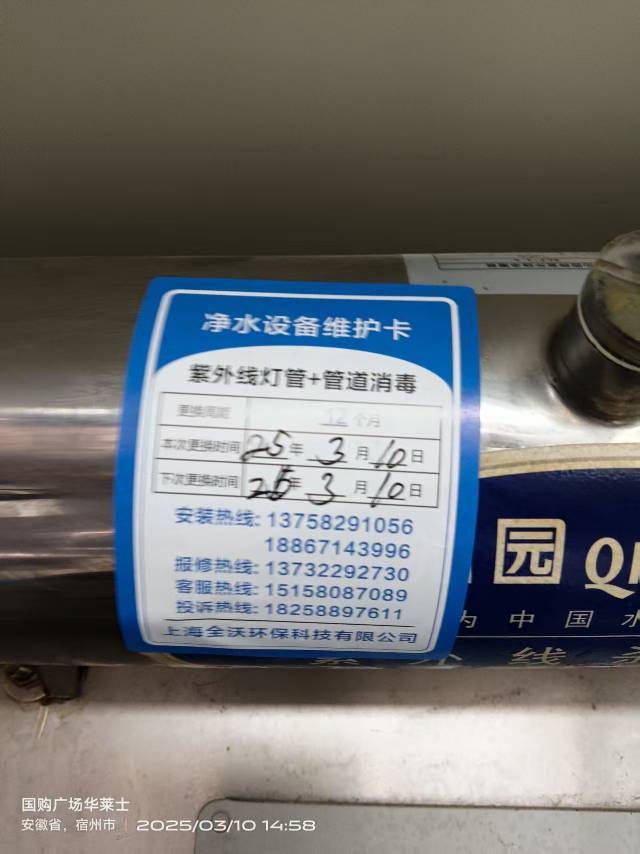 净水设备维护卡
紫外线灯管+管道消毒
更换周期 12个月
本次更换时间 25年 3月 10日
下次更换时间 26年 3月 10日
安装热线: 13758291056
18867143996
报修热线: 13732292730
客服热线: 15158087089
投诉热线: 18258897611
上海全沃环保科技有限公司
园 Q
为中国水
紫外线
国购广场华莱士
安徽省，宿州市 | 2025/03/10 14:58